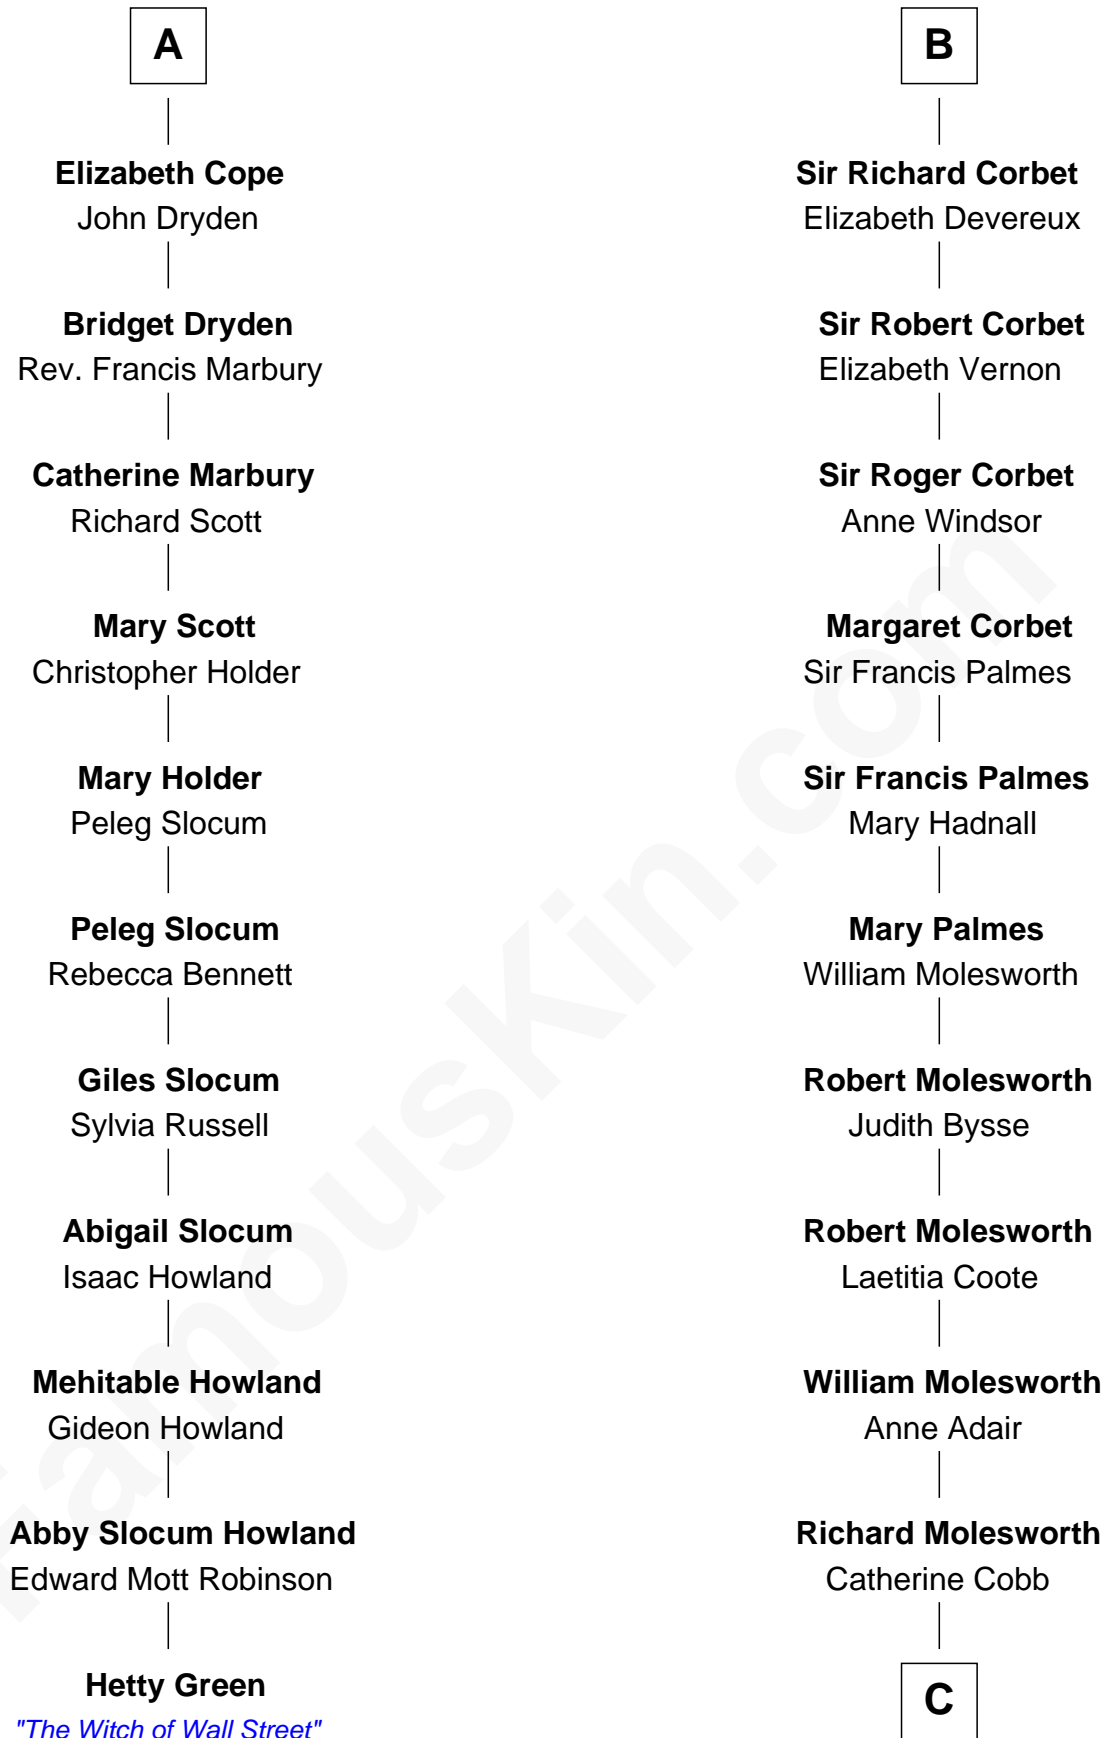 A
Elizabeth Cope
John Dryden
Bridget Dryden
Rev. Francis Marbury
Catherine Marbury
Richard Scott
Mary Scott
Christopher Holder
Mary Holder
Peleg Slocum
Peleg Slocum
Rebecca Bennett
Giles Slocum
Sylvia Russell
Abigail Slocum
Isaac Howland
Mehitable Howland
Gideon Howland
Abby Slocum Howland
Edward Mott Robinson
Hetty Green
"The Witch of Wall Street"
B
Sir Richard Corbet
Elizabeth Devereux
Sir Robert Corbet
Elizabeth Vernon
Sir Roger Corbet
Anne Windsor
Margaret Corbet
Sir Francis Palmes
Sir Francis Palmes
Mary Hadnall
Mary Palmes
William Molesworth
Robert Molesworth
Judith Bysse
Robert Molesworth
Laetitia Coote
William Molesworth
Anne Adair
Richard Molesworth
Catherine Cobb
C
FamousKin.com